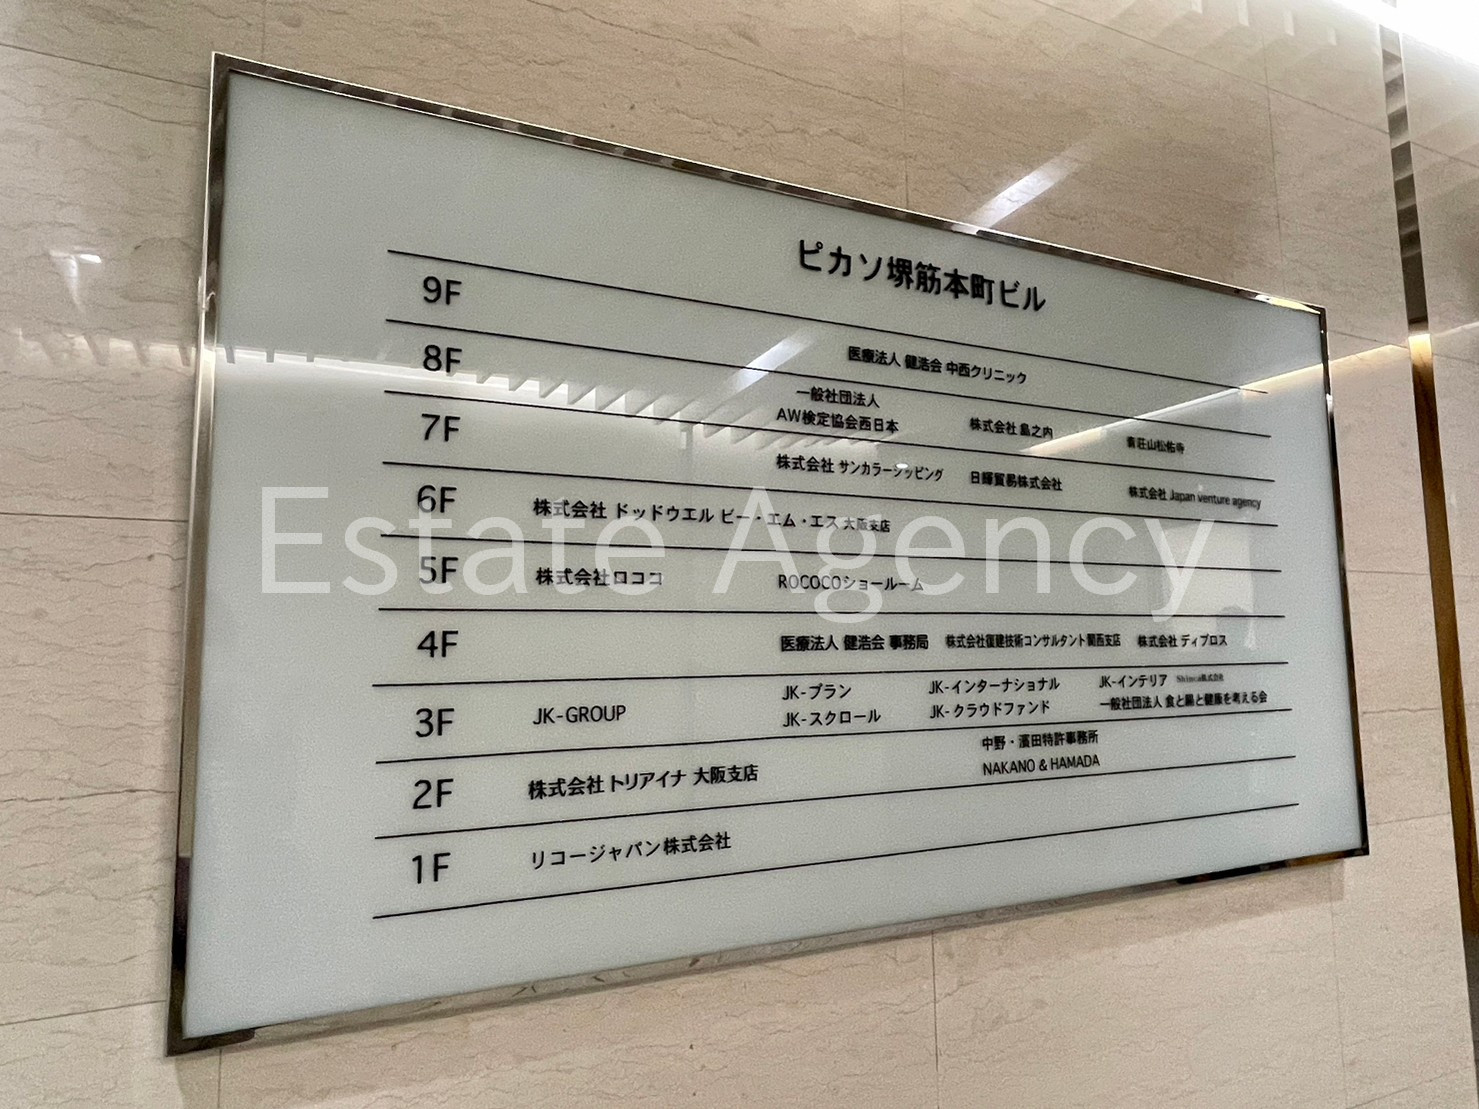 ピカソ堺筋本町ビル
9F 医療法人 健浩会 中西クリニック
一般社団法人
8F AW検定協会西日本 株式会社 島之内
7F 株式会社 サンカラーシッピング 日輝貿易株式会社 株式会社 Japan venture agency
6F 株式会社 ドッドウエル ビー・エム・エス 大阪支店
5F 株式会社ロココ ROCOCOショールーム
4F 医療法人 健浩会 事務局 株式会社復建技術コンサルタント関西支店 株式会社 ディプロス
JK-プラン JK-インターナショナル JK-インテリア
3F JK-GROUP JK-スクロール JK-クラウドファンド 一般社団法人 食と腸と健康を考える会
中野・濱田特許事務所
2F 株式会社 トリアイナ 大阪支店 NAKANO & HAMADA
1F リコージャパン株式会社
Estate Agency